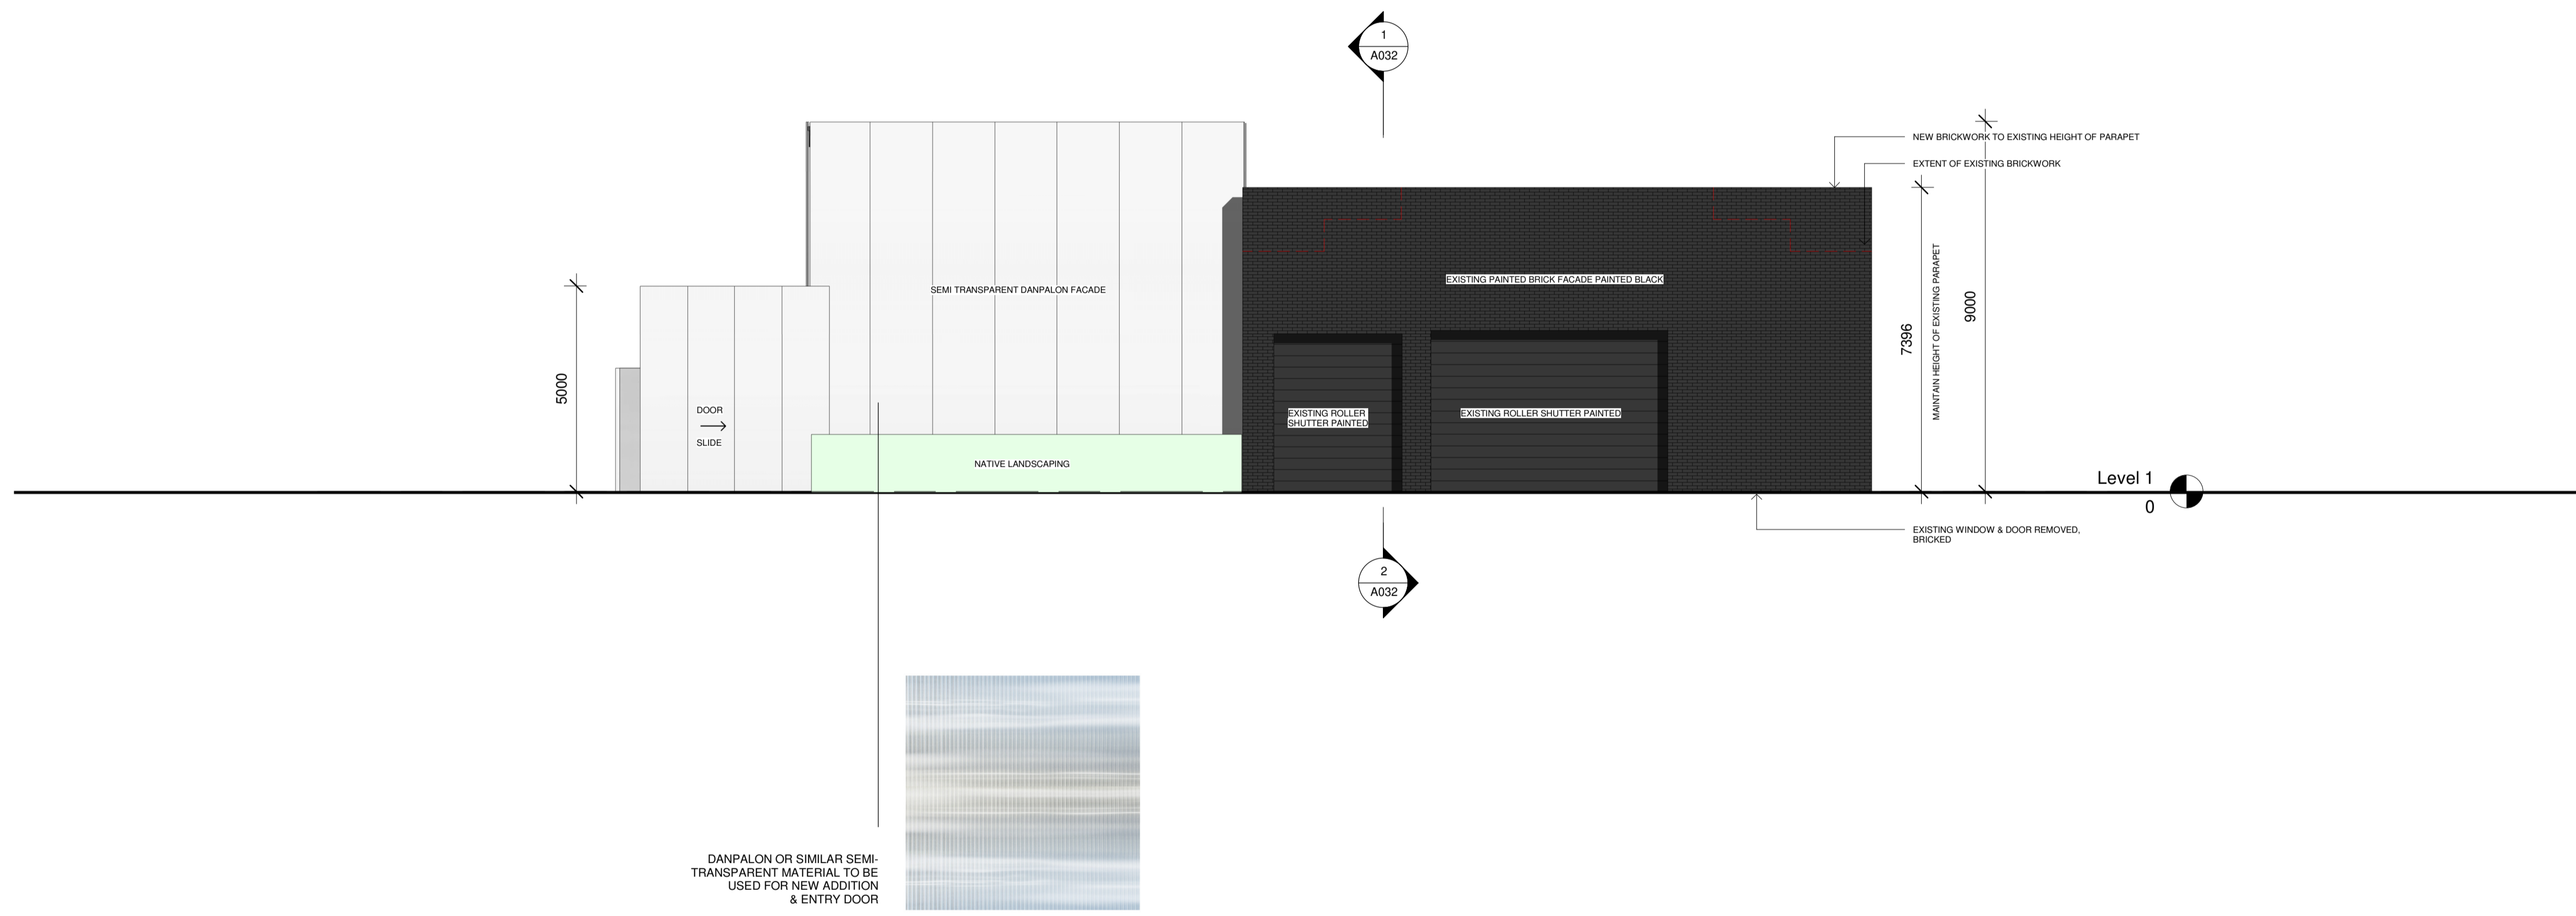 1
A032
NEW BRICKWORK TO EXISTING HEIGHT OF PARAPET
EXTENT OF EXISTING BRICKWORK
SEMI TRANSPARENT DANPALON FACADE
EXISTING PAINTED BRICK FACADE PAINTED BLACK
5000
7396
MAINTAIN HEIGHT OF EXISTING PARAPET
9000
DOOR
SLIDE
EXISTING ROLLER
SHUTTER PAINTED
EXISTING ROLLER SHUTTER PAINTED
NATIVE LANDSCAPING
Level 1
0
EXISTING WINDOW & DOOR REMOVED,
BRICKED
2
A032
DANPALON OR SIMILAR SEMI-
TRANSPARENT MATERIAL TO BE
USED FOR NEW ADDITION
& ENTRY DOOR